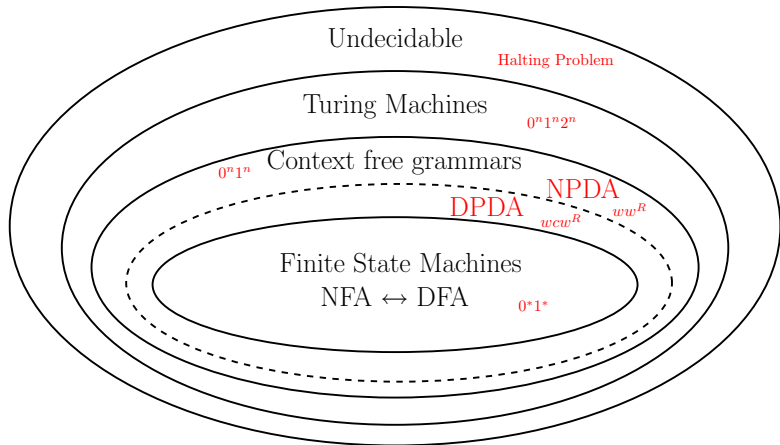 Undecidable
Halting Problem
Turing Machines
0ⁿ1ⁿ2ⁿ
Context free grammars
0ⁿ1ⁿ
NPDA
DPDA
wwᴿ
wcwᴿ
Finite State Machines
NFA ↔ DFA
0*1*